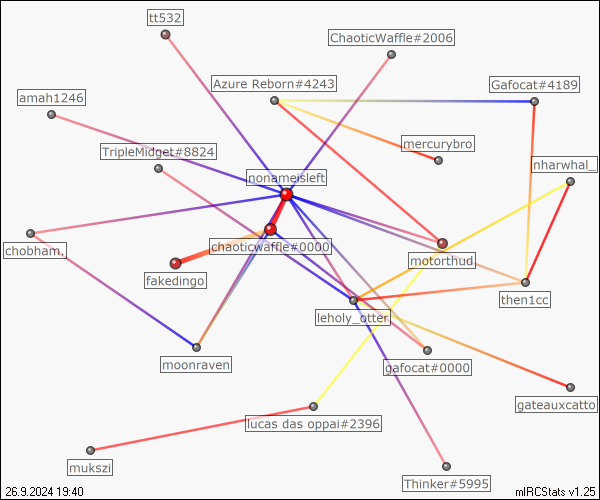 tt532
ChaoticWaffle#2006
Azure Reborn#4243
Gafocat#4189
amah1246
mercurybro
TripleMidget#8824
nharwhal_
nonameisleft
chaoticwaffle#0000
chobham.
motorthud
fakedingo
then1cc
leholy_otter
moonraven
gafocat#0000
gateauxcatto
lucas das oppai#2396
mukszi
Thinker#5995
26.9.2024 19:40
mIRCStats v1.25